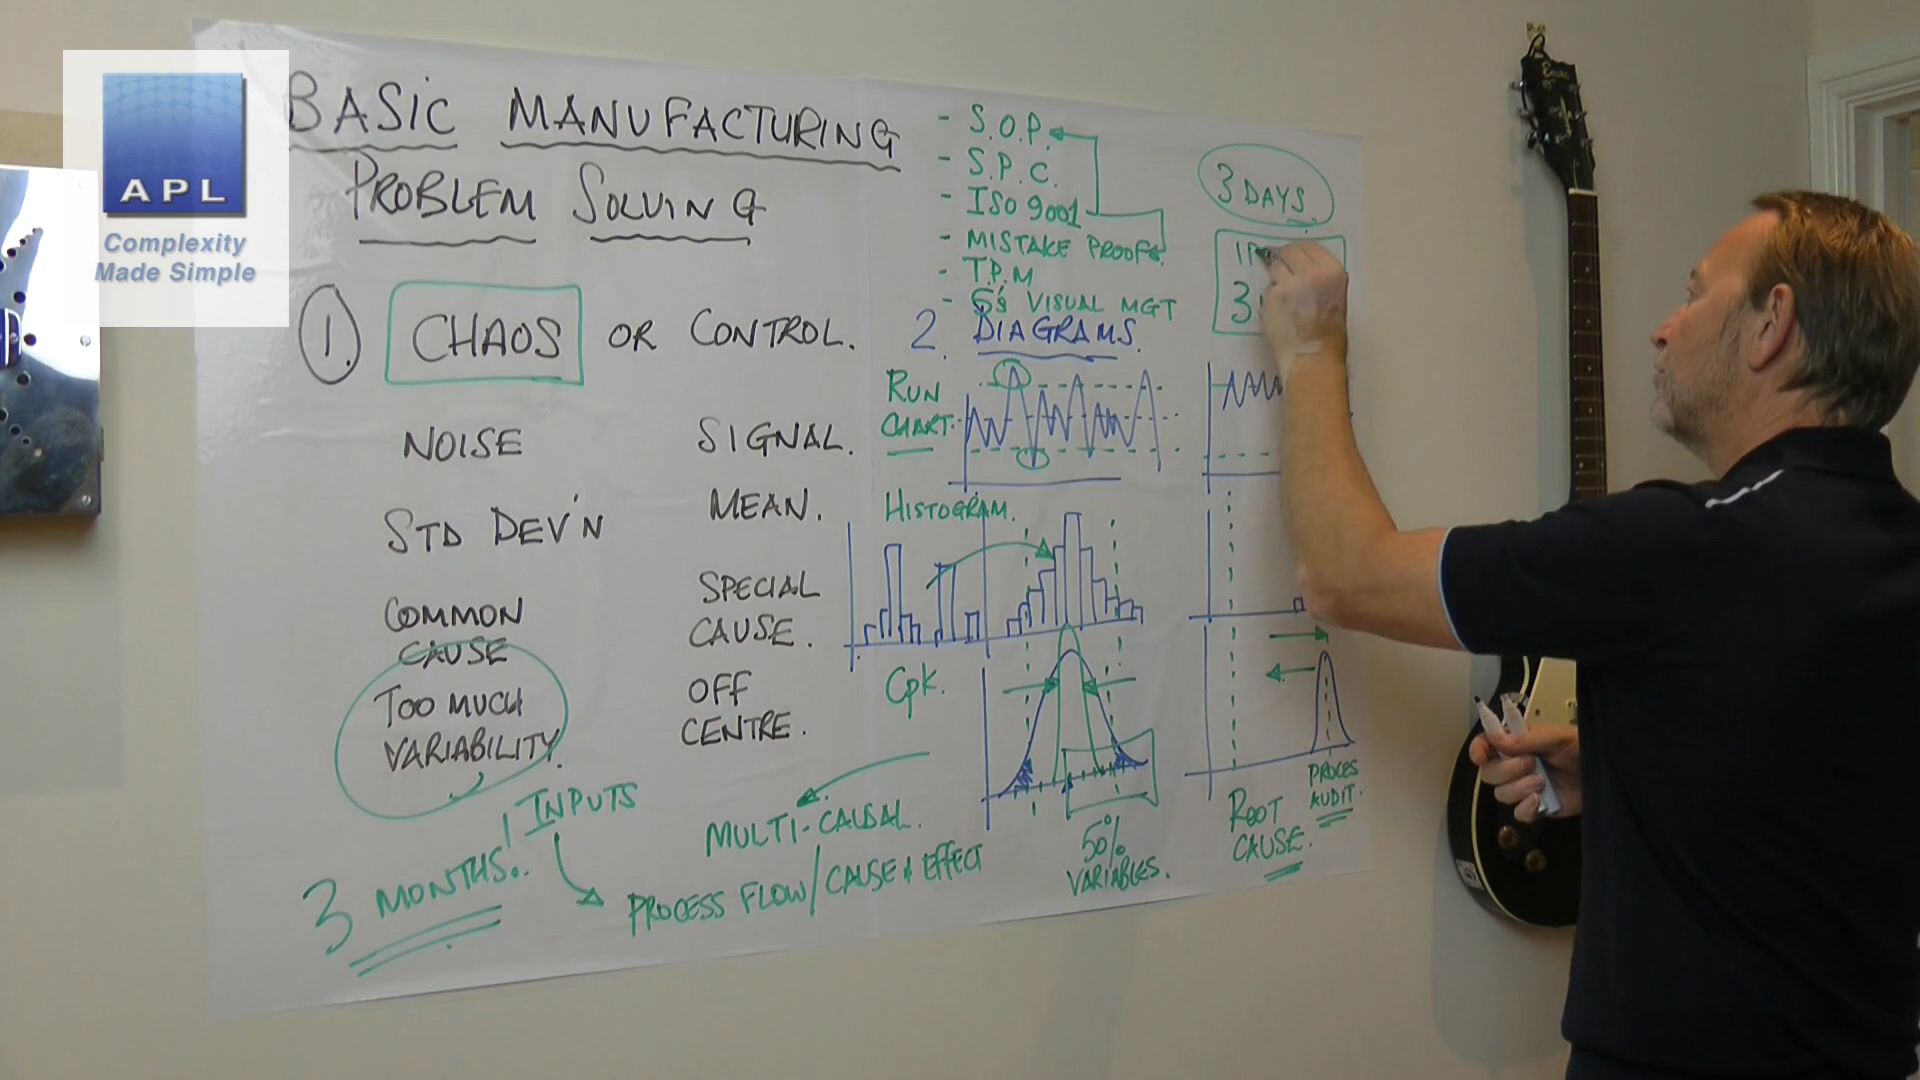 APL
Complexity
Made Simple
BASIC MANUFACTURING
PROBLEM SOLVING
1. CHAOS OR CONTROL.
NOISE SIGNAL.
STD DEV'N MEAN.
COMMON
CAUSE
SPECIAL
CAUSE.
TOO MUCH
VARIABILITY.
OFF
CENTRE.
INPUTS
3 MONTHS.
MULTI-CAUSAL.
PROCESS FLOW/CAUSE & EFFECT
- S.O.P.
- S.P.C.
- ISO 9001
- MISTAKE PROOF.
- T.P.M
- 5's VISUAL MGT
2. DIAGRAMS.
RUN
CHART.
HISTOGRAM.
Cpk.
50%
VARIABLES.
3 DAYS.
3
ROOT
CAUSE.
PROCES
AUDIT.